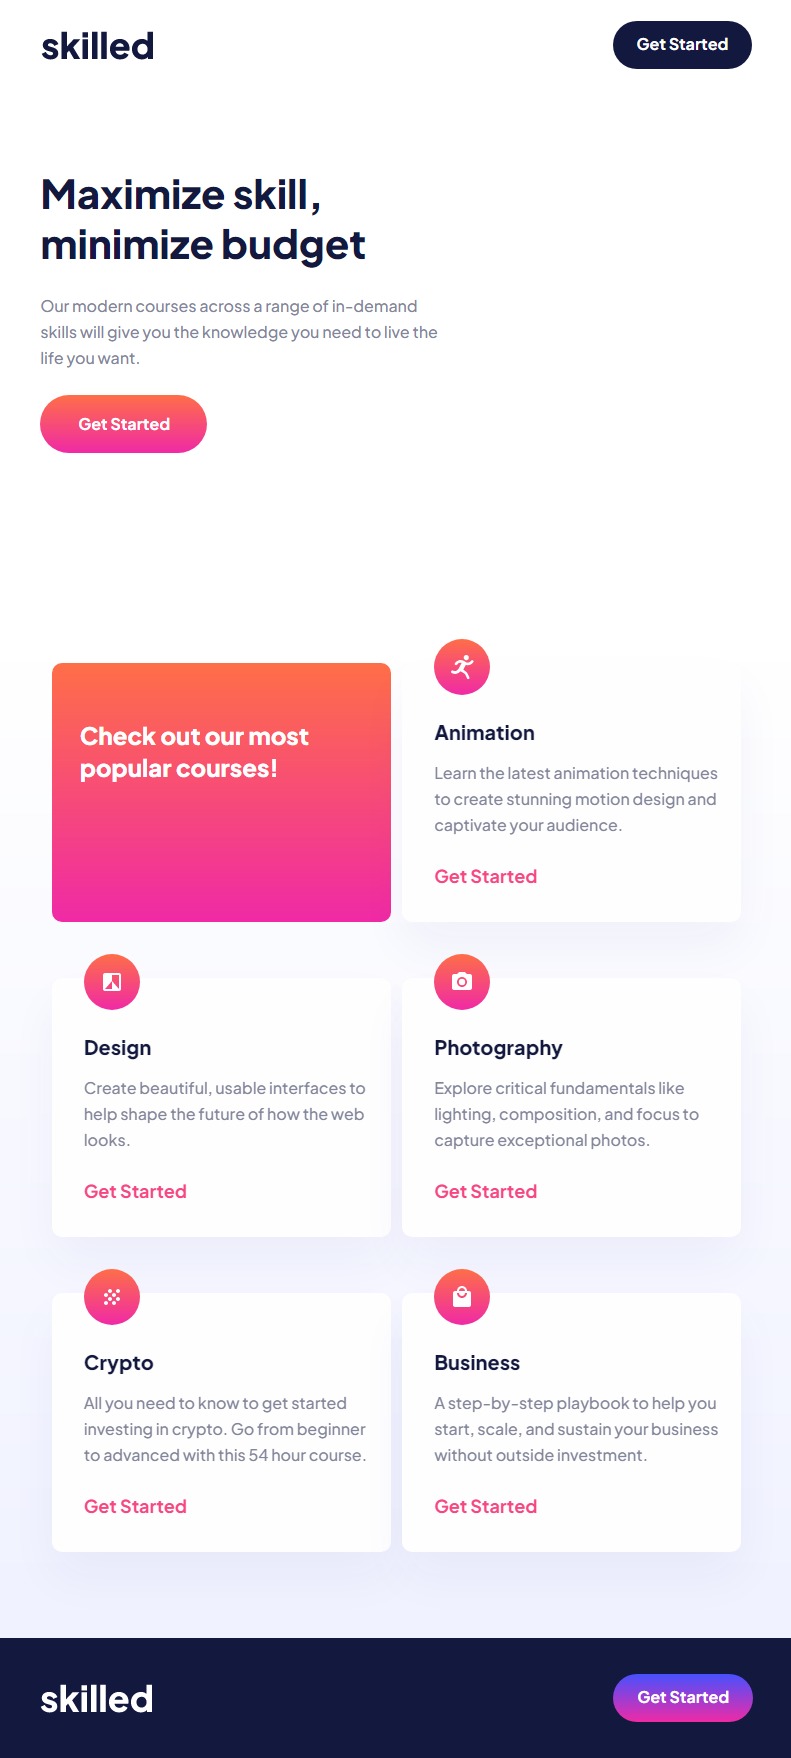 skilled
Get Started
Maximize skill,
minimize budget
Our modern courses across a range of in-demand
skills will give you the knowledge you need to live the
life you want.
Get Started
Check out our most
popular courses!
Animation
Learn the latest animation techniques
to create stunning motion design and
captivate your audience.
Get Started
Design
Create beautiful, usable interfaces to
help shape the future of how the web
looks.
Get Started
Photography
Explore critical fundamentals like
lighting, composition, and focus to
capture exceptional photos.
Get Started
Crypto
All you need to know to get started
investing in crypto. Go from beginner
to advanced with this 54 hour course.
Get Started
Business
A step-by-step playbook to help you
start, scale, and sustain your business
without outside investment.
Get Started
skilled
Get Started